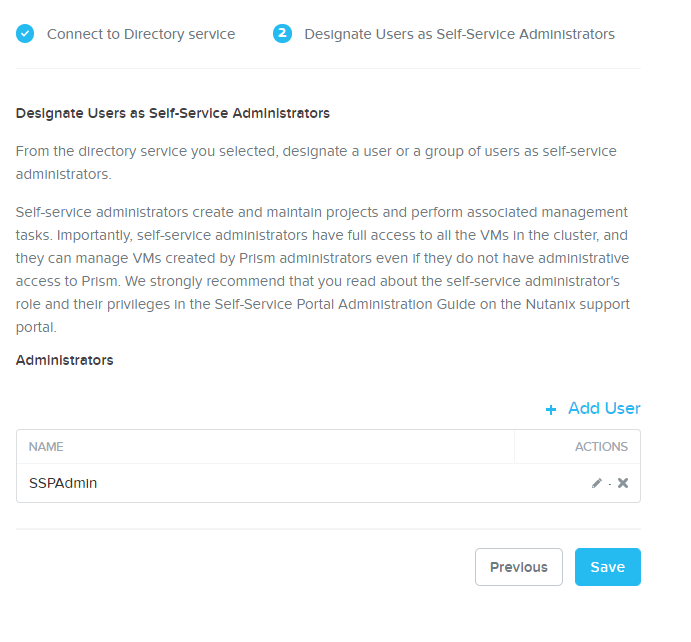 Connect to Directory service
2 Designate Users as Self-Service Administrators
Designate Users as Self-Service Administrators
From the directory service you selected, designate a user or a group of users as self-service
administrators.
Self-service administrators create and maintain projects and perform associated management
tasks. Importantly, self-service administrators have full access to all the VMs in the cluster, and
they can manage VMs created by Prism administrators even if they do not have administrative
access to Prism. We strongly recommend that you read about the self-service administrator's
role and their privileges in the Self-Service Portal Administration Guide on the Nutanix support
portal.
Administrators
+ Add User
NAME ACTIONS
SSPAdmin
Previous Save